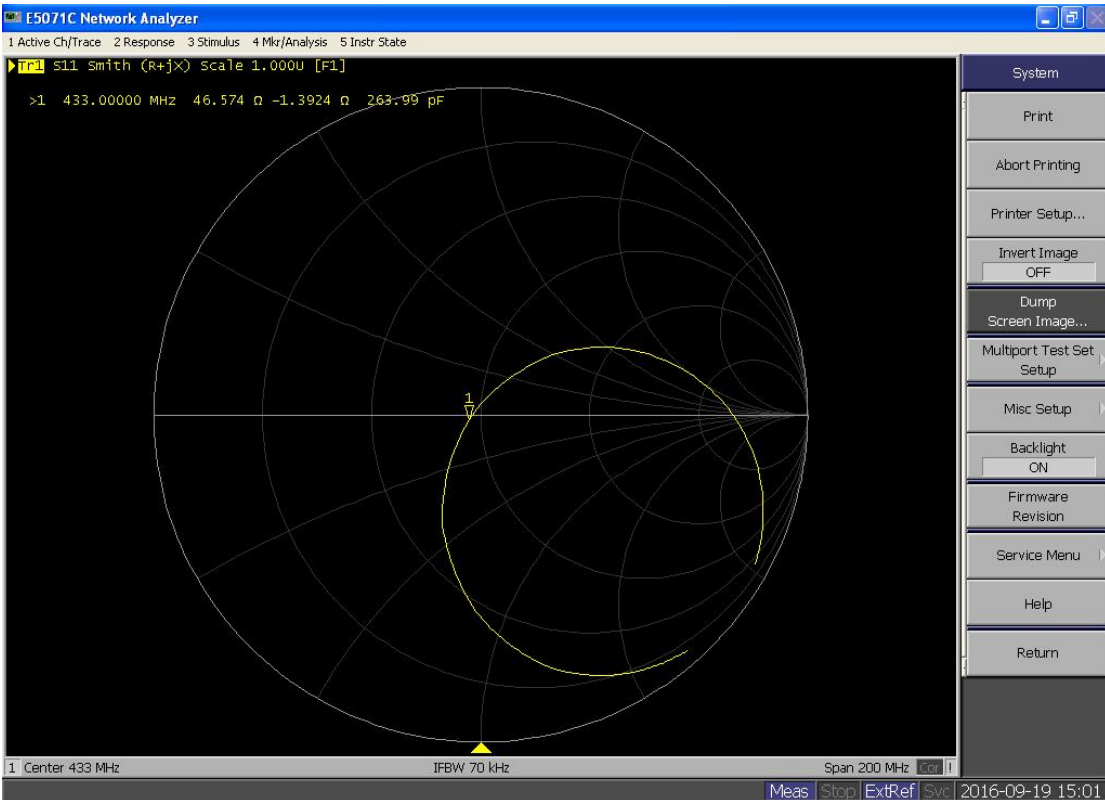 E5071C Network Analyzer
1 Active Ch/Trace 2 Response 3 Stimulus 4 Mkr/Analysis 5 Instr State
Tr1 S11 Smith (R+jX) Scale 1.000U [F1]
>1 433.00000 MHz 46.574 Ω -1.3924 Ω 263.99 pF
1
System
Print
Abort Printing
Printer Setup...
Invert Image
OFF
Dump
Screen Image...
Multiport Test Set
Setup
Misc Setup
Backlight
ON
Firmware
Revision
Service Menu
Help
Return
1 Center 433 MHz IFBW 70 kHz Span 200 MHz Cor !
Meas Stop ExtRef Svc 2016-09-19 15:01